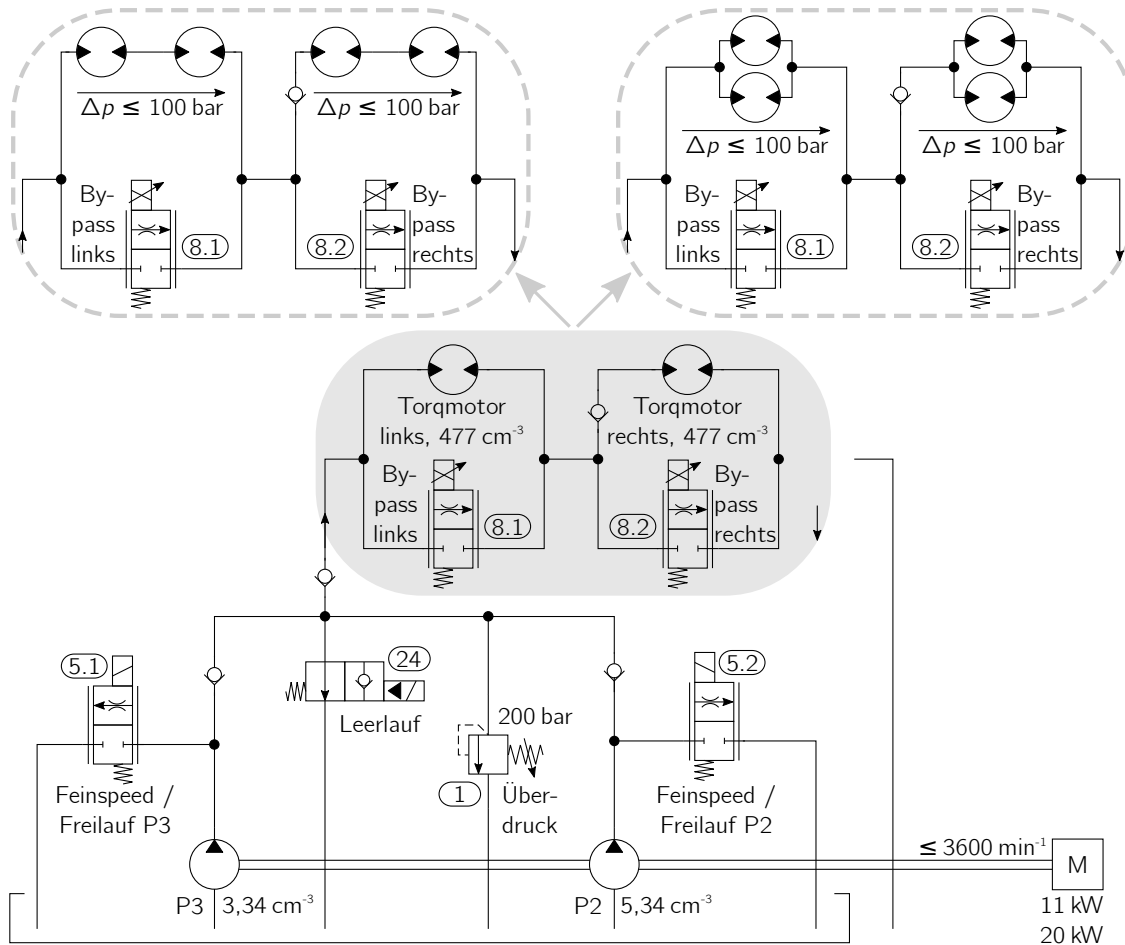 Δp ≤ 100 bar
Δp ≤ 100 bar
By-
pass
links
8.1
8.2
By-
pass
rechts
Δp ≤ 100 bar
Δp ≤ 100 bar
By-
pass
links
8.1
8.2
By-
pass
rechts
Torqmotor
links, 477 cm⁻³
Torqmotor
rechts, 477 cm⁻³
By-
pass
links
8.1
8.2
By-
pass
rechts
5.1
24
Leerlauf
5.2
200 bar
1
Über-
druck
Feinspeed /
Freilauf P3
Feinspeed /
Freilauf P2
≤ 3600 min⁻¹
M
P3
3,34 cm⁻³
P2
5,34 cm⁻³
11 kW
20 kW